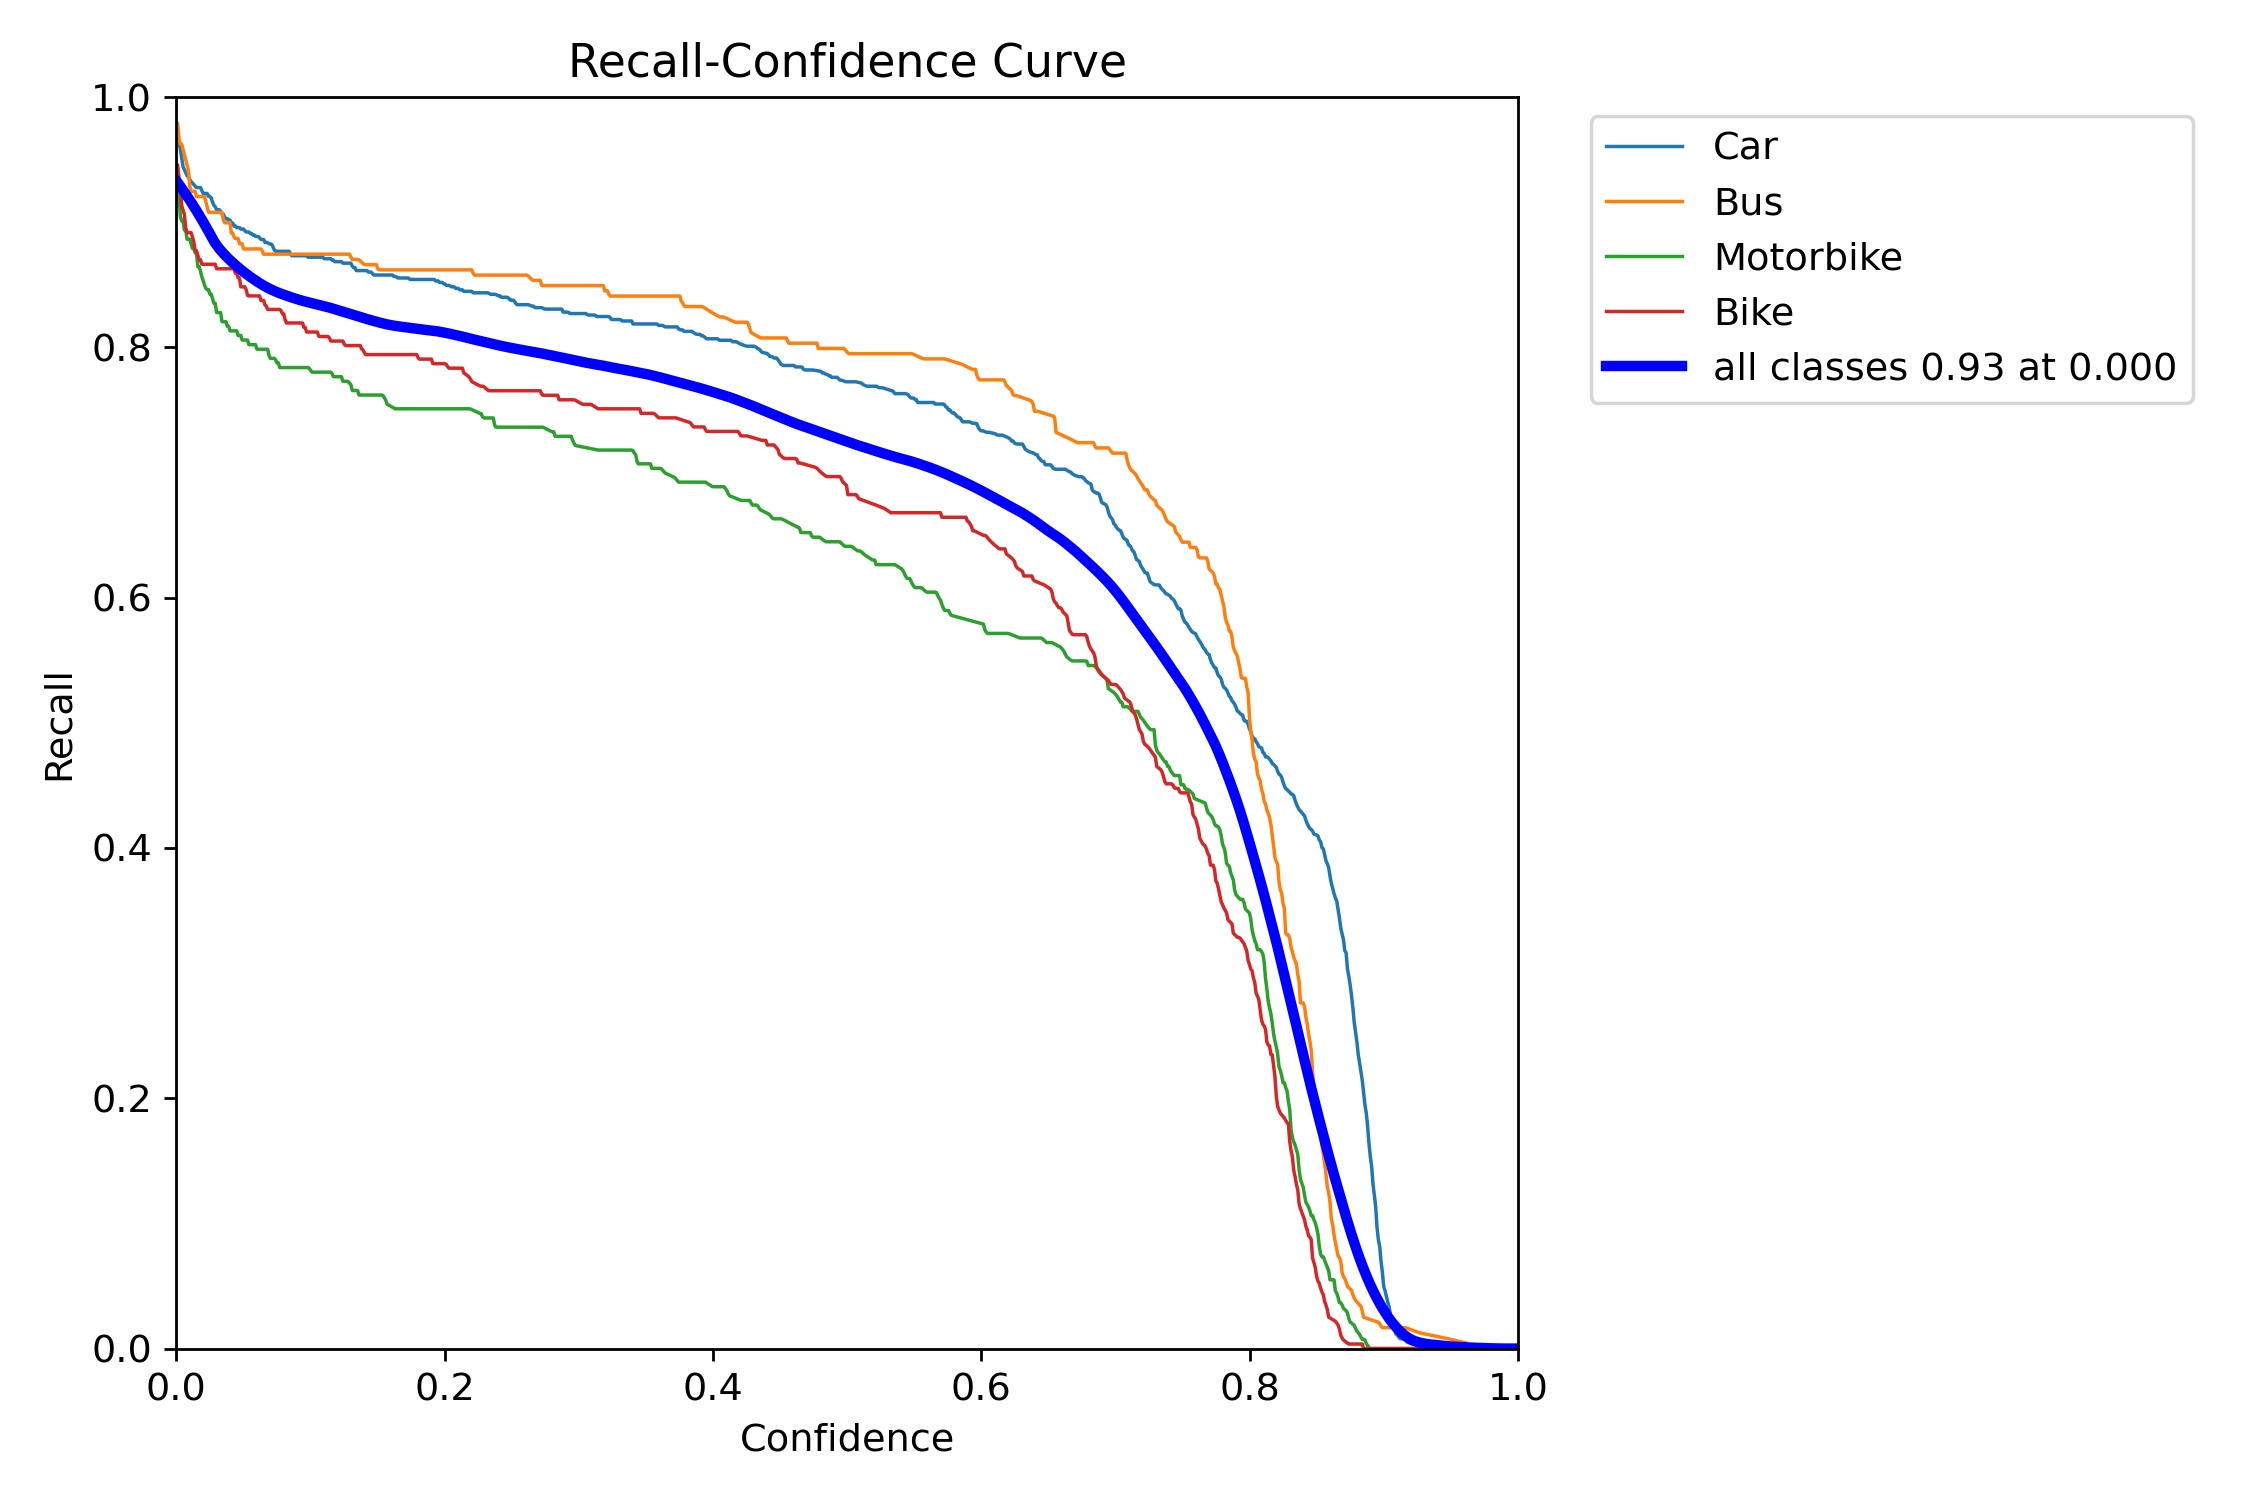 Recall-Confidence Curve
1.0
0.8
0.6
0.4
0.2
0.0
Recall
0.0 0.2 0.4 0.6 0.8 1.0
Confidence
Car
Bus
Motorbike
Bike
all classes 0.93 at 0.000